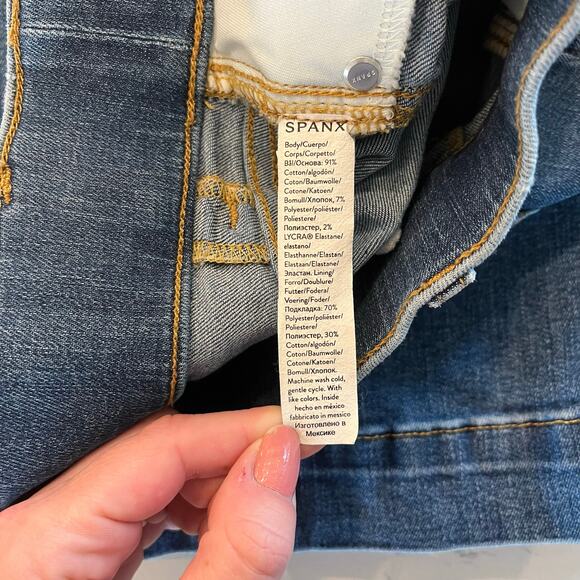 SPANX
SPANX
Body/Cuerpo/
Corps/Corpetto/
Bål/Основа: 91%
Cotton/algodón/
Coton/Baumwolle/
Cotone/Katoen/
Bomull/Хлопок, 7%
Polyester/poliéster/
Poliestere/
Полиэстер, 2%
LYCRA® Elastane/
elastano/
Elasthanne/Elastan/
Elastaan/Elastane/
Эластан. Lining/
Forro/Doublure/
Futter/Fodera/
Voering/Foder/
Подкладка: 70%
Polyester/poliéster/
Poliestere/
Полиэстер, 30%
Cotton/algodón/
Coton/Baumwolle/
Cotone/Katoen/
Bomull/Хлопок.
Machine wash cold,
gentle cycle. With
like colors. Inside
hecho en méxico
fabbricato in messico
Изготовлено в
Мексике